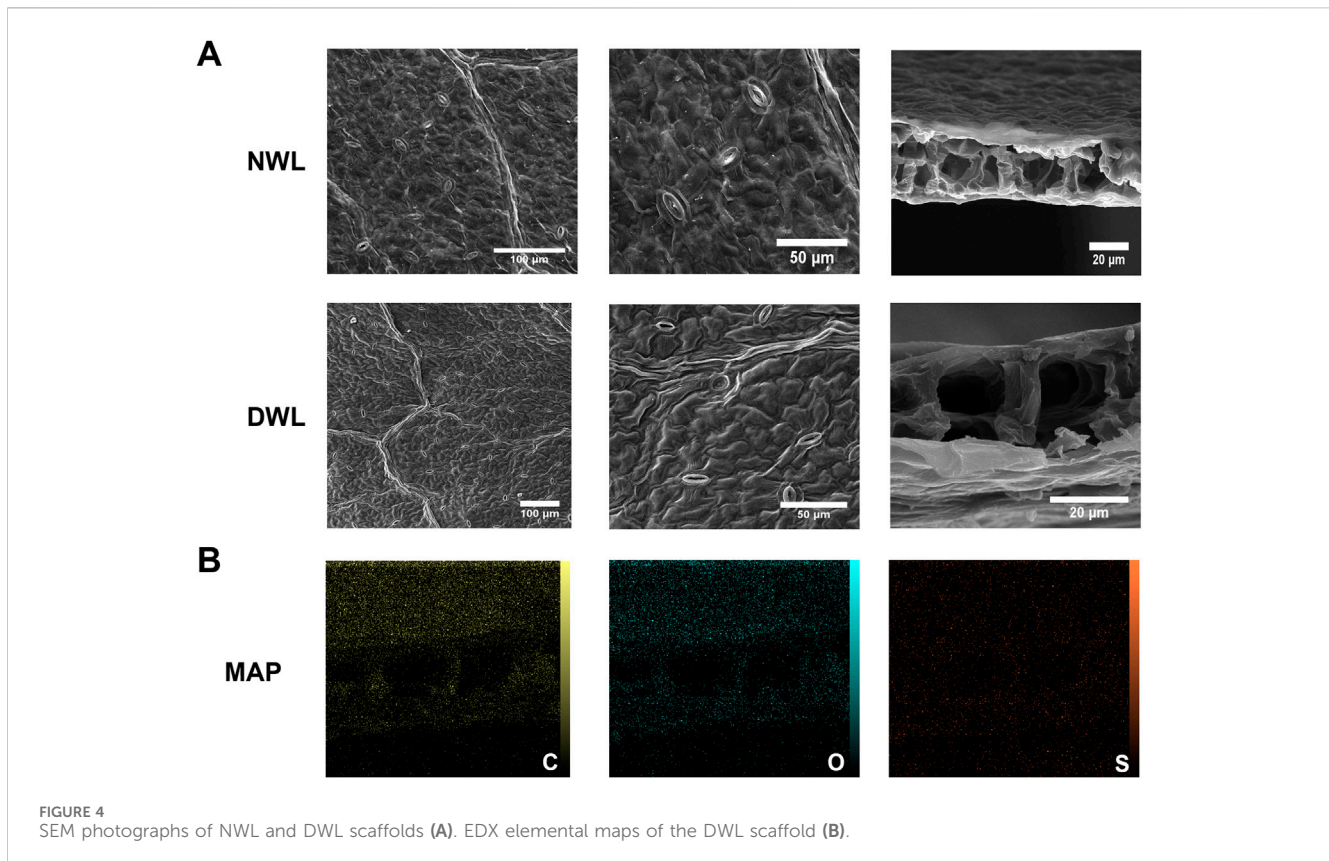 A
NWL
100 µm
50 µm
20 µm
DWL
100 µm
50 µm
20 µm
B
MAP
C
O
S
FIGURE 4
SEM photographs of NWL and DWL scaffolds (A). EDX elemental maps of the DWL scaffold (B).